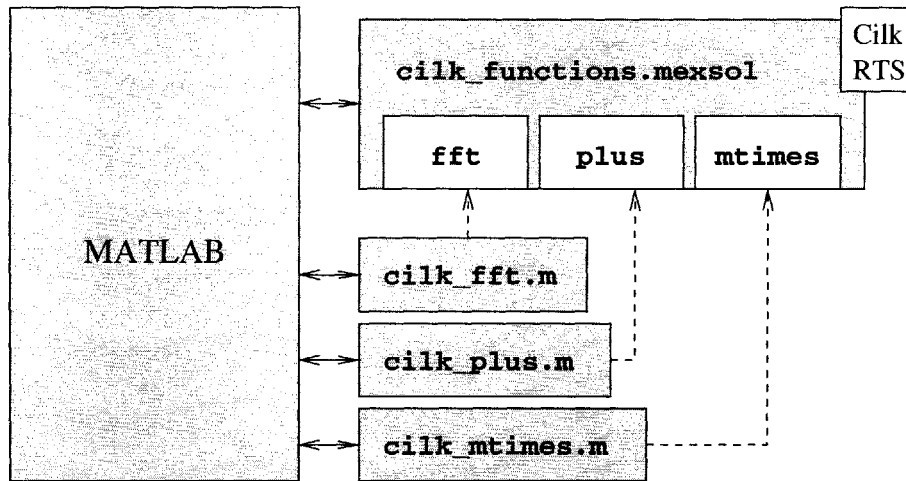 Cilk
RTS
cilk_functions.mexsol
fft
plus
mtimes
MATLAB
cilk_fft.m
cilk_plus.m
cilk_mtimes.m